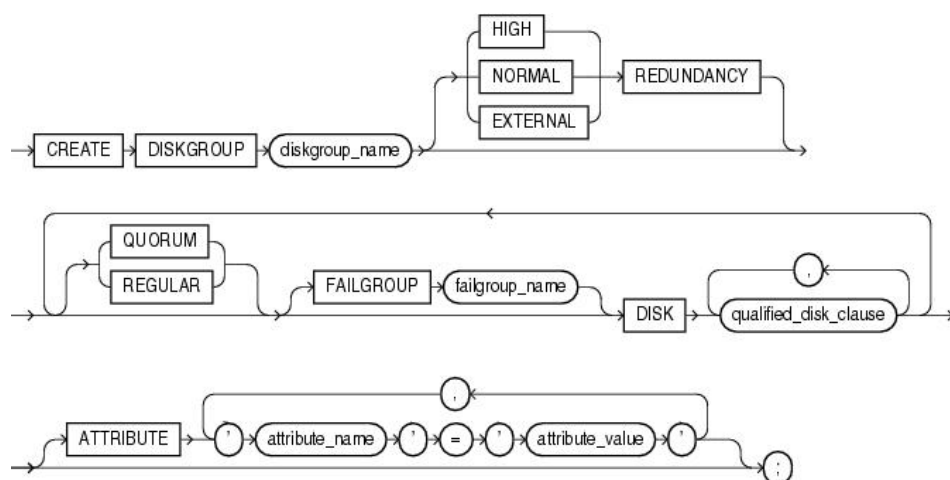 HIGH
NORMAL REDUNDANCY
EXTERNAL
CREATE DISKGROUP diskgroup_name
QUORUM
REGULAR FAILGROUP failgroup_name ,
DISK qualified_disk_clause
,
ATTRIBUTE ' attribute_name ' = ' attribute_value '
;